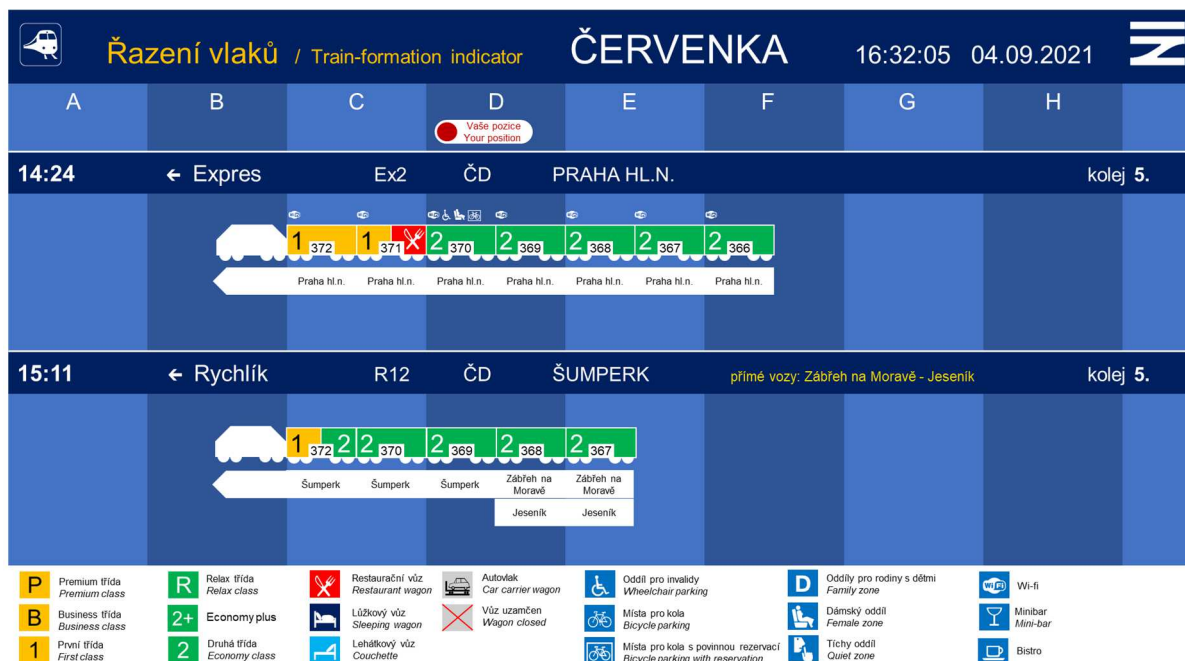 Řazení vlaků / Train-formation indicator ČERVENKA 16:32:05 04.09.2021
A B C D E F G H
Vaše pozice
Your position
14:24 ← Expres Ex2 ČD PRAHA HL.N. kolej 5.
1 372 1 371 2 370 2 369 2 368 2 367 2 366
Praha hl.n. Praha hl.n. Praha hl.n. Praha hl.n. Praha hl.n. Praha hl.n. Praha hl.n.
15:11 ← Rychlík R12 ČD ŠUMPERK přímé vozy: Zábřeh na Moravě - Jeseník kolej 5.
1 372 2 2 370 2 369 2 368 2 367
Šumperk Šumperk Šumperk Zábřeh na Moravě Zábřeh na Moravě
Jeseník Jeseník
P Premium třída
Premium class
R Relax třída
Relax class
Restaurační vůz
Restaurant wagon
Autovlak
Car carrier wagon
Oddíl pro invalidy
Wheelchair parking
D Oddíly pro rodiny s dětmi
Family zone
WiFi Wi-fi
B Business třída
Business class
2+ Economy plus
Lůžkový vůz
Sleeping wagon
Vůz uzamčen
Wagon closed
Místa pro kola
Bicycle parking
Dámský oddíl
Female zone
Minibar
Mini-bar
1 První třída
First class
2 Druhá třída
Economy class
Lehátkový vůz
Couchette
Místa pro kola s povinnou rezervací
Bicycle parking with reservation
Tíchy oddíl
Quiet zone
Bistro